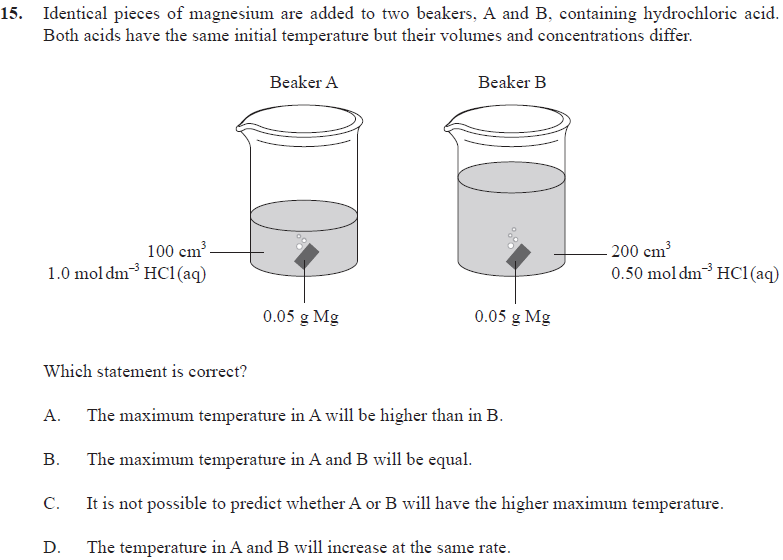 15. Identical pieces of magnesium are added to two beakers, A and B, containing hydrochloric acid.
Both acids have the same initial temperature but their volumes and concentrations differ.
Beaker A
Beaker B
100 cm³
1.0 mol dm⁻³ HCl(aq)
200 cm³
0.50 mol dm⁻³ HCl(aq)
0.05 g Mg
0.05 g Mg
Which statement is correct?
A. The maximum temperature in A will be higher than in B.
B. The maximum temperature in A and B will be equal.
C. It is not possible to predict whether A or B will have the higher maximum temperature.
D. The temperature in A and B will increase at the same rate.